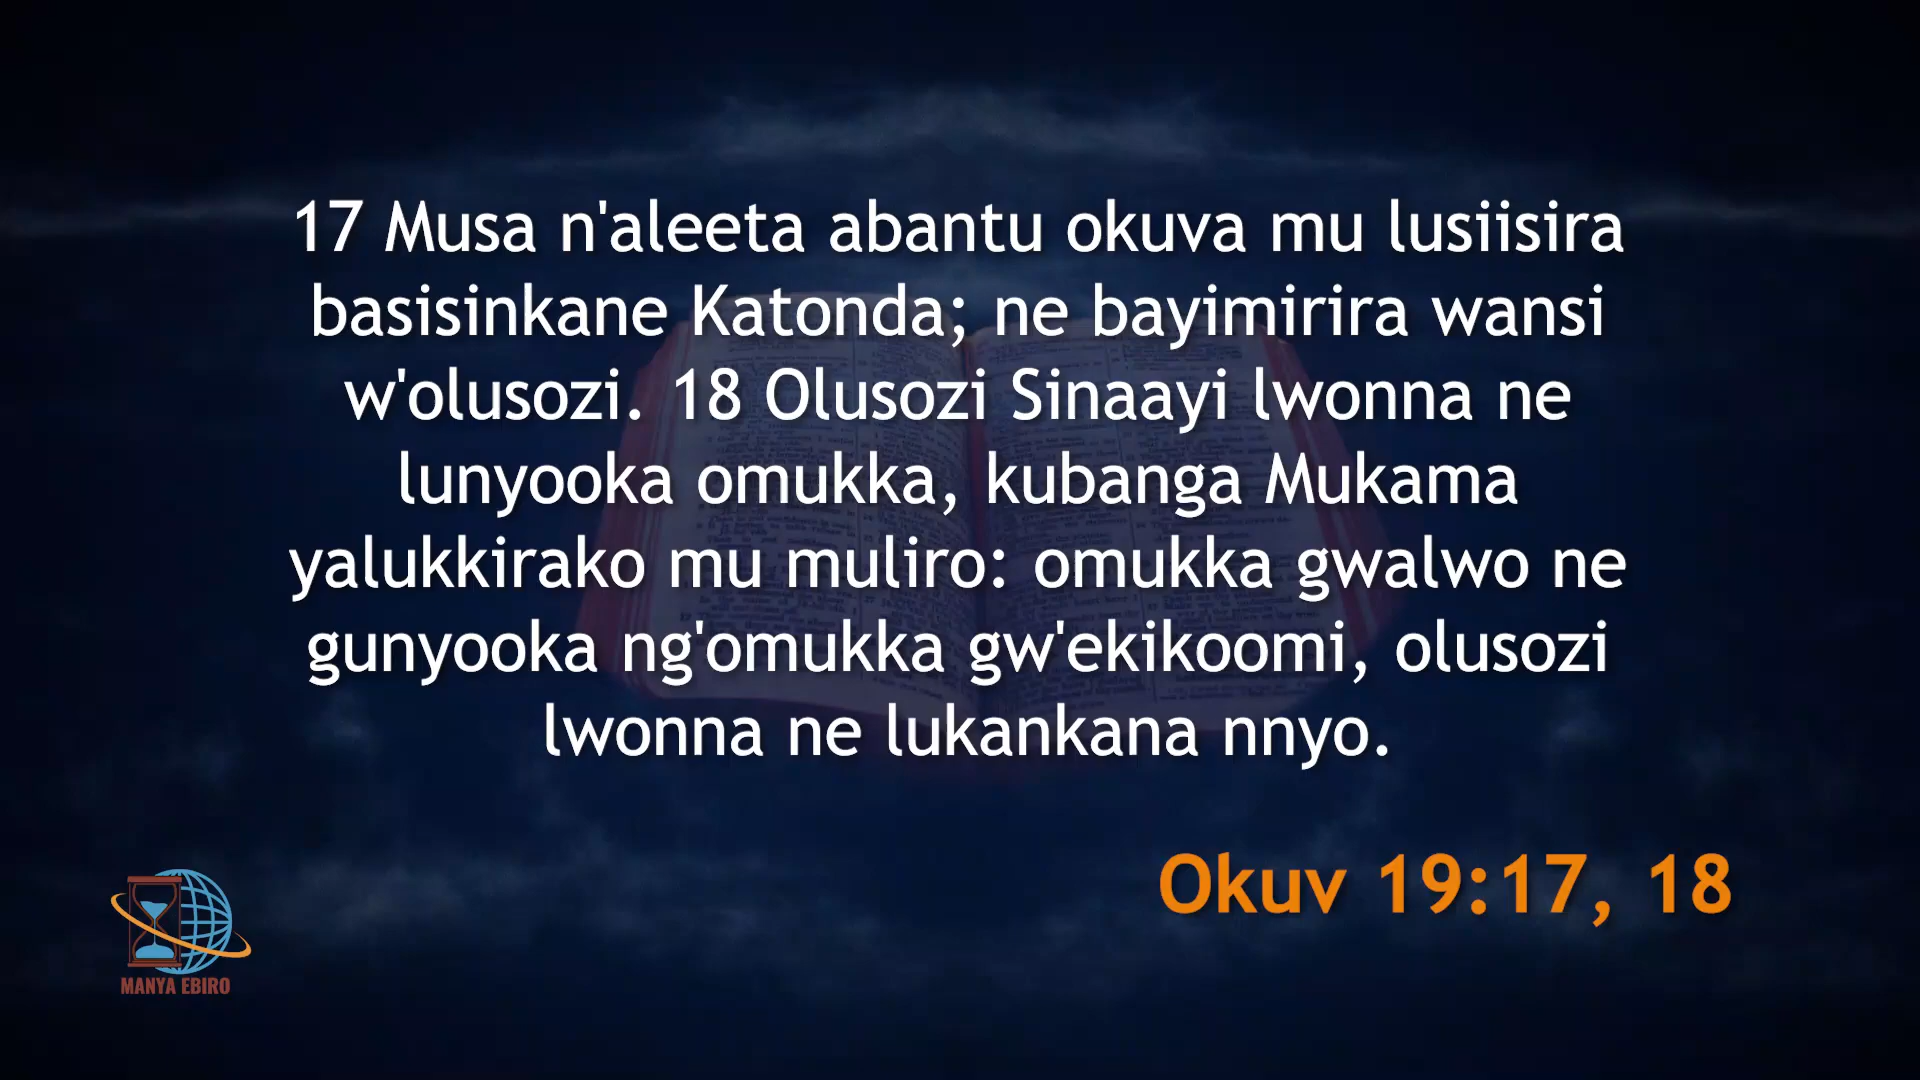 17 Musa n'aleeta abantu okuva mu lusiisira
basisinkane Katonda; ne bayimirira wansi
w'olusozi. 18 Olusozi Sinaayi lwonna ne
lunyooka omukka, kubanga Mukama
yalukkirako mu muliro: omukka gwalwo ne
gunyooka ng'omukka gw'ekikoomi, olusozi
lwonna ne lukankana nnyo.
Okuv 19:17, 18
MANYA EBIRO